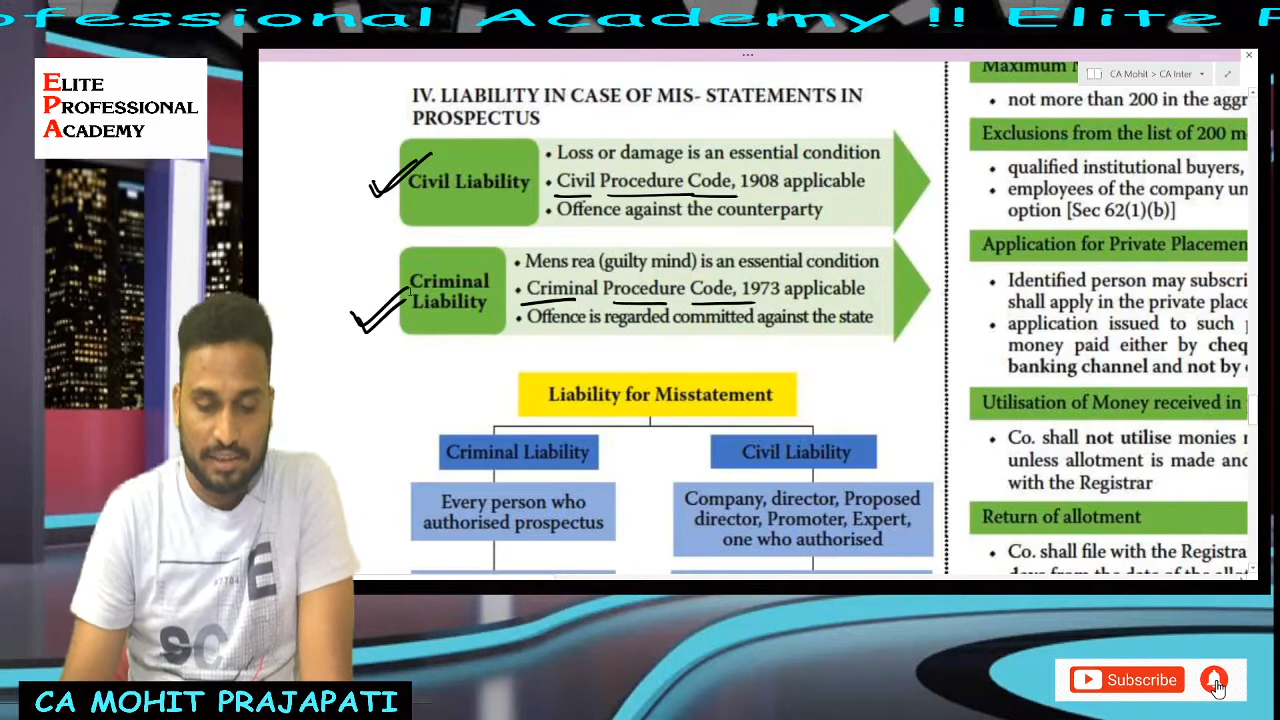 ofessional Academy !! Elite P
ELITE
PROFESSIONAL
ACADEMY
CA Mohit > CA Inter
IV. LIABILITY IN CASE OF MIS- STATEMENTS IN
PROSPECTUS
Civil Liability
• Loss or damage is an essential condition
• Civil Procedure Code, 1908 applicable
• Offence against the counterparty
Criminal
Liability
• Mens rea (guilty mind) is an essential condition
• Criminal Procedure Code, 1973 applicable
• Offence is regarded committed against the state
Liability for Misstatement
Criminal Liability
Civil Liability
Every person who
authorised prospectus
Company, director, Proposed
director, Promoter, Expert,
one who authorised
Maximum
• not more than 200 in the aggr
Exclusions from the list of 200 m
• qualified institutional buyers,
• employees of the company un
option [Sec 62(1)(b)]
Application for Private Placemen
• Identified person may subscri
shall apply in the private place
• application issued to such
money paid either by cheq
banking channel and not by
Utilisation of Money received in
• Co. shall not utilise monies
unless allotment is made and
with the Registrar
Return of allotment
• Co. shall file with the Registra
CA MOHIT PRAJAPATI
Subscribe